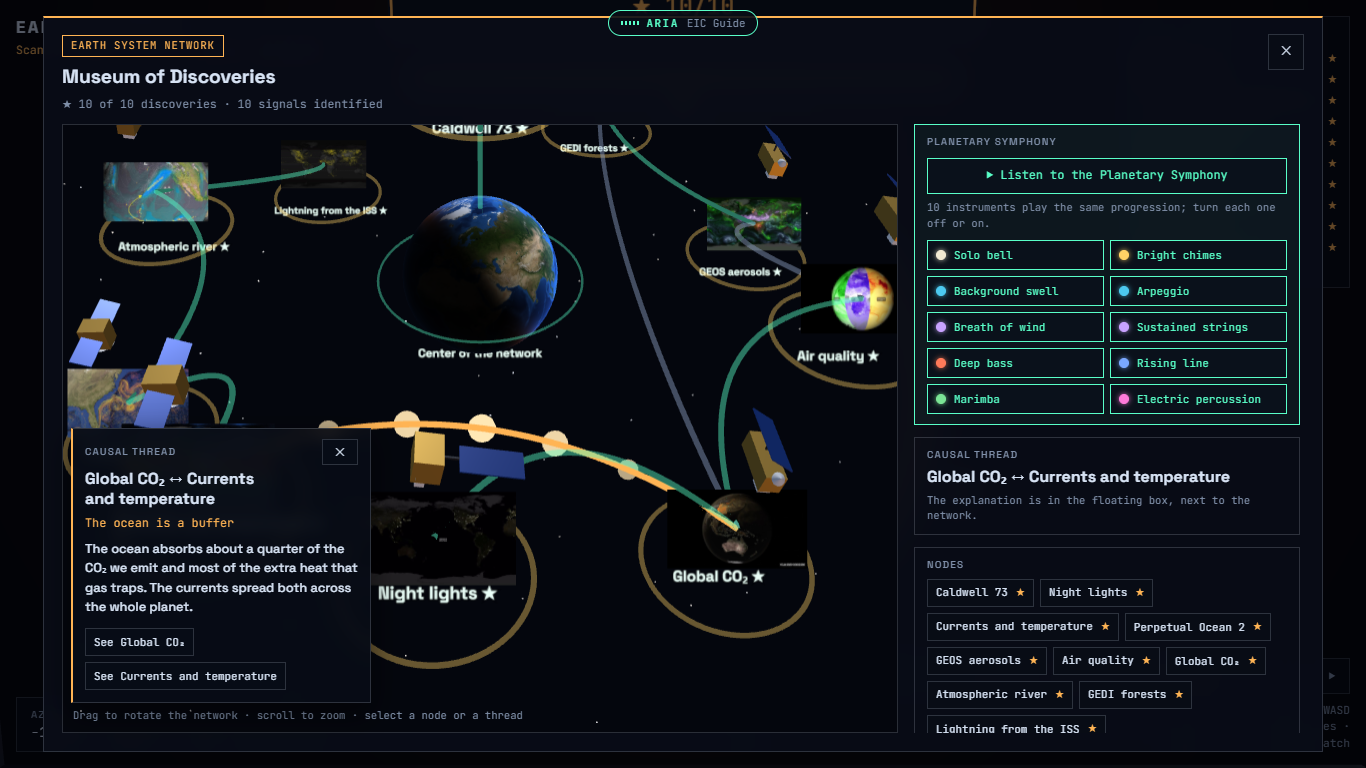 ★ 10/10
ARIA EIC Guide
EARTH SYSTEM NETWORK
Museum of Discoveries
★ 10 of 10 discoveries · 10 signals identified
Caldwell 73 ★
GEDI forests ★
Lightning from the ISS ★
Atmospheric river ★
GEOS aerosols ★
Center of the network
Air quality ★
Night lights ★
Global CO₂ ★
CAUSAL THREAD
Global CO₂ ↔ Currents
and temperature
The ocean is a buffer
The ocean absorbs about a quarter of the
CO₂ we emit and most of the extra heat that
gas traps. The currents spread both across
the whole planet.
See Global CO₂
See Currents and temperature
Drag to rotate the network · scroll to zoom · select a node or a thread
PLANETARY SYMPHONY
▶ Listen to the Planetary Symphony
10 instruments play the same progression; turn each one
off or on.
Solo bell
Bright chimes
Background swell
Arpeggio
Breath of wind
Sustained strings
Deep bass
Rising line
Marimba
Electric percussion
CAUSAL THREAD
Global CO₂ ↔ Currents and temperature
The explanation is in the floating box, next to the
network.
NODES
Caldwell 73 ★
Night lights ★
Currents and temperature ★
Perpetual Ocean 2 ★
GEOS aerosols ★
Air quality ★
Global CO₂ ★
Atmospheric river ★
GEDI forests ★
Lightning from the ISS ★
WASD